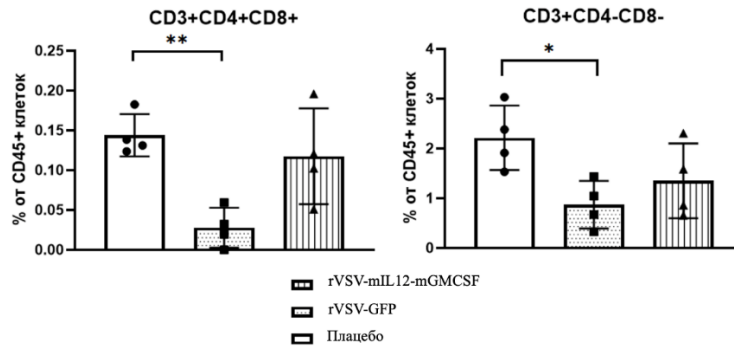 CD3+CD4+CD8+
CD3+CD4-CD8-
% от CD45+ клеток
0.25
0.20
0.15
0.10
0.05
0.00
**
% от CD45+ клеток
4
3
2
1
0
*
rVSV-mIL12-mGMCSF
rVSV-GFP
Плацебо